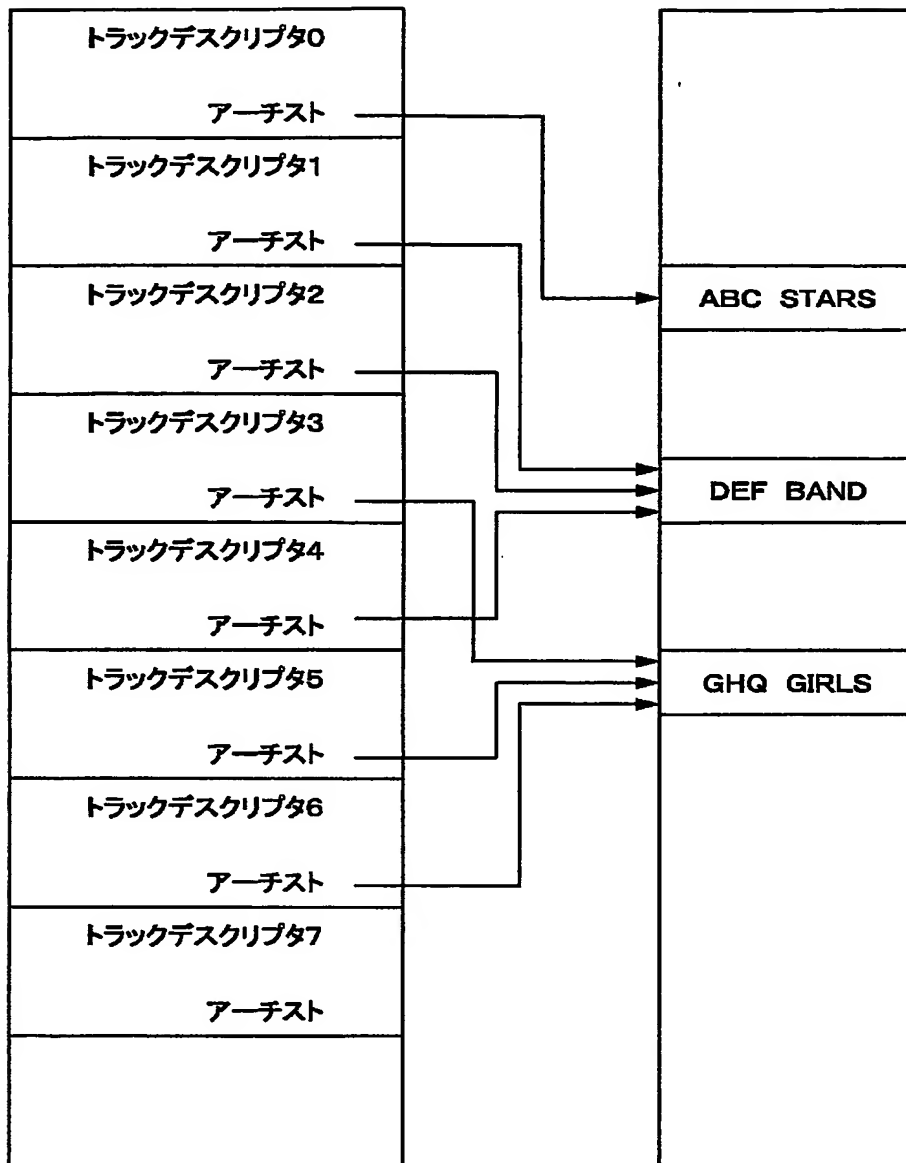 トラックデスクリプタ0
アーチスト
トラックデスクリプタ1
アーチスト
トラックデスクリプタ2
アーチスト
トラックデスクリプタ3
アーチスト
トラックデスクリプタ4
アーチスト
トラックデスクリプタ5
アーチスト
トラックデスクリプタ6
アーチスト
トラックデスクリプタ7
アーチスト
ABC STARS
DEF BAND
GHQ GIRLS